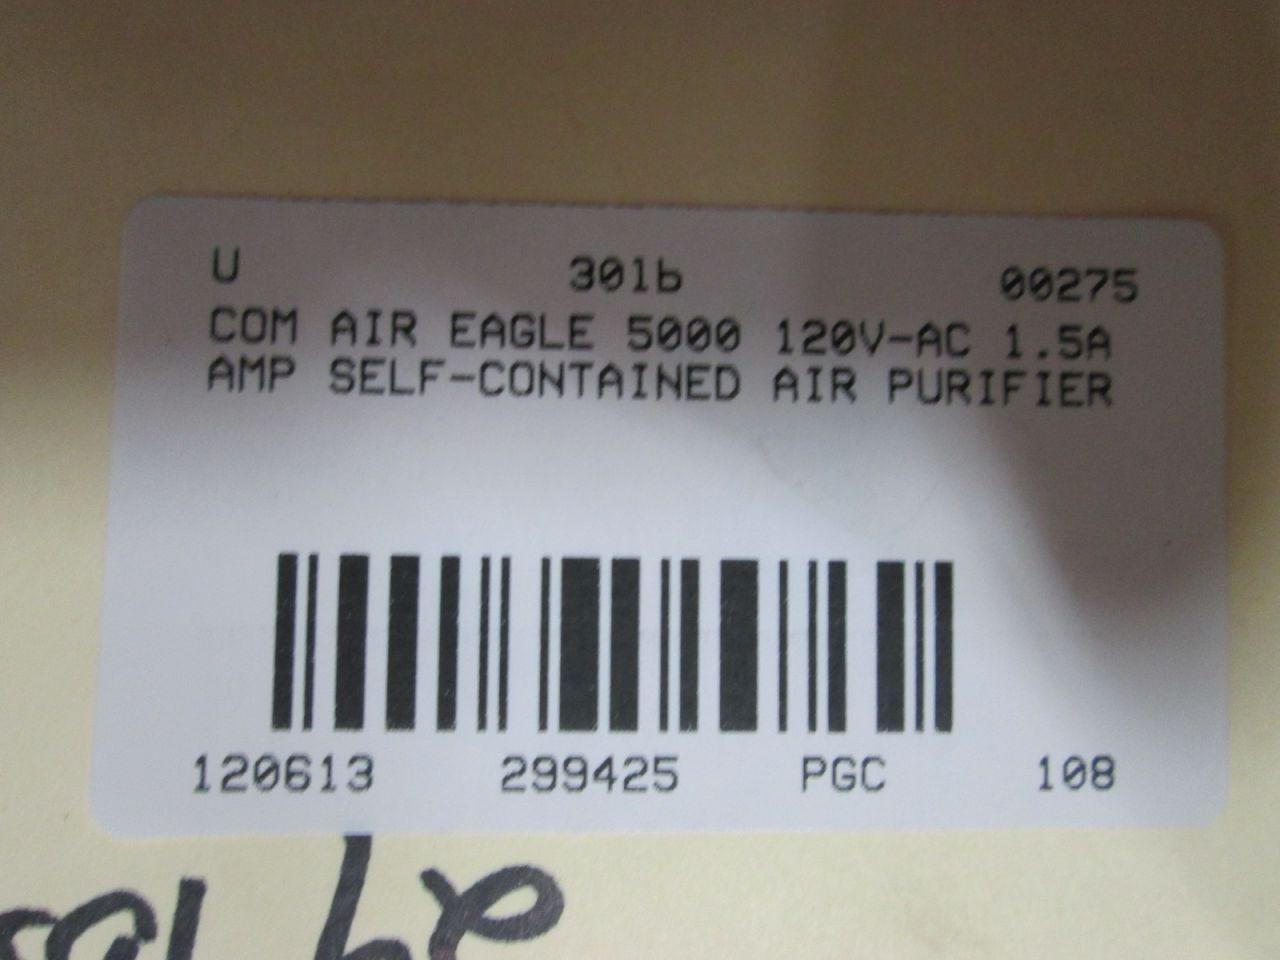 U 301b 00275
COM AIR EAGLE 5000 120V-AC 1.5A
AMP SELF-CONTAINED AIR PURIFIER
120613 299425 PGC 108